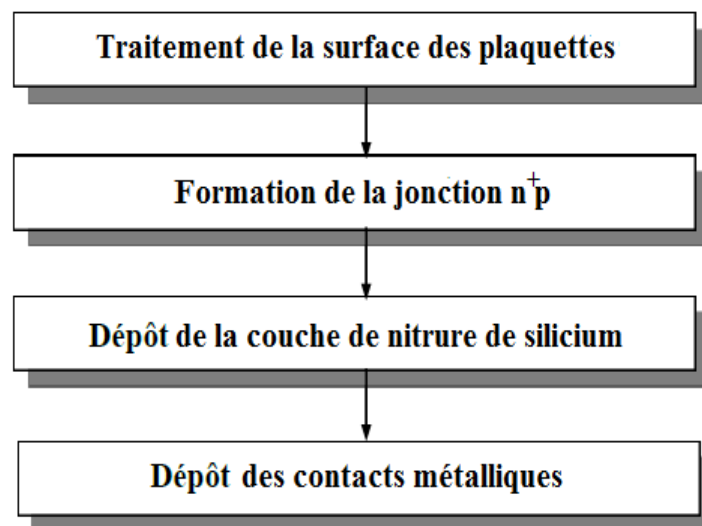 Traitement de la surface des plaquettes
Formation de la jonction n⁺p
Dépôt de la couche de nitrure de silicium
Dépôt des contacts métalliques